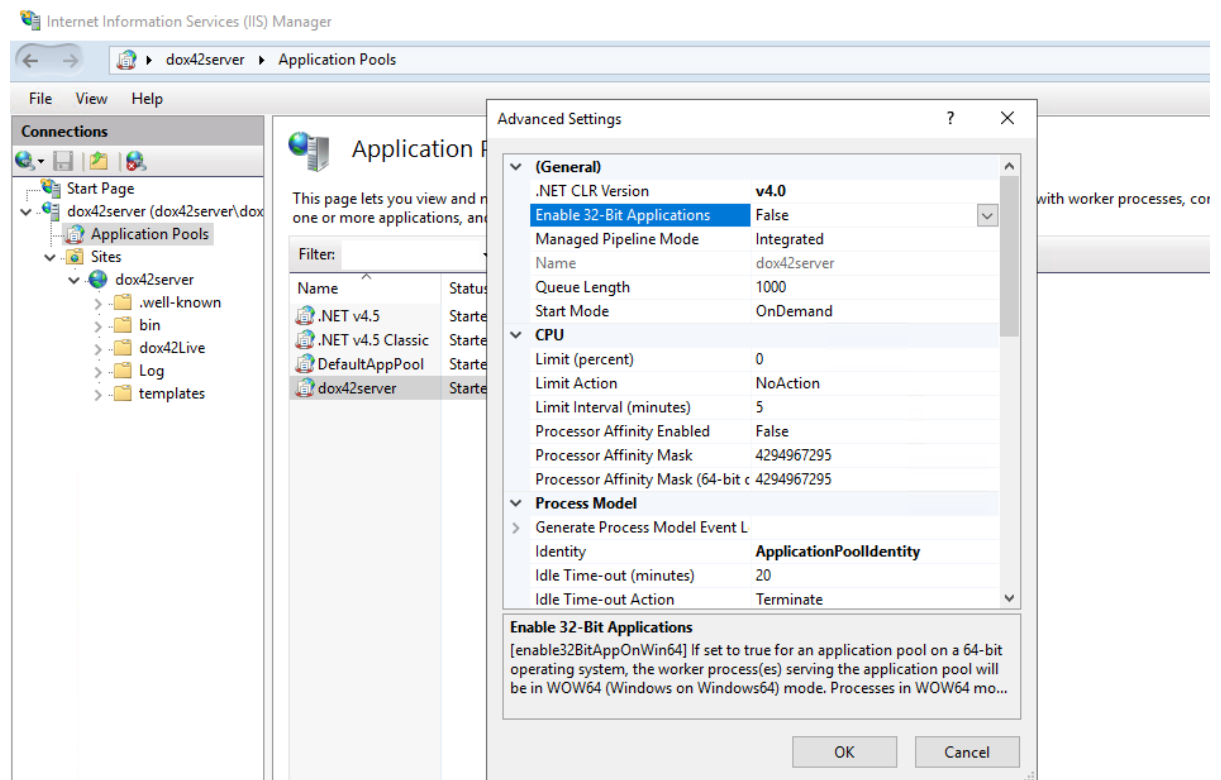 Internet Information Services (IIS) Manager
dox42server Application Pools
File View Help
Connections
Start Page
dox42server (dox42server\dox
Application Pools
Sites
dox42server
.well-known
bin
dox42Live
Log
templates
Application P
This page lets you view and m
with worker processes, cor
one or more applications, and
Filter:
Name Status
.NET v4.5 Starte
.NET v4.5 Classic Starte
DefaultAppPool Starte
dox42server Starte
Advanced Settings ?
(General)
.NET CLR Version v4.0
Enable 32-Bit Applications False
Managed Pipeline Mode Integrated
Name dox42server
Queue Length 1000
Start Mode OnDemand
CPU
Limit (percent) 0
Limit Action NoAction
Limit Interval (minutes) 5
Processor Affinity Enabled False
Processor Affinity Mask 4294967295
Processor Affinity Mask (64-bit c 4294967295
Process Model
Generate Process Model Event L
Identity ApplicationPoolIdentity
Idle Time-out (minutes) 20
Idle Time-out Action Terminate
Enable 32-Bit Applications
[enable32BitAppOnWin64] If set to true for an application pool on a 64-bit
operating system, the worker process(es) serving the application pool will
be in WOW64 (Windows on Windows64) mode. Processes in WOW64 mo...
OK Cancel